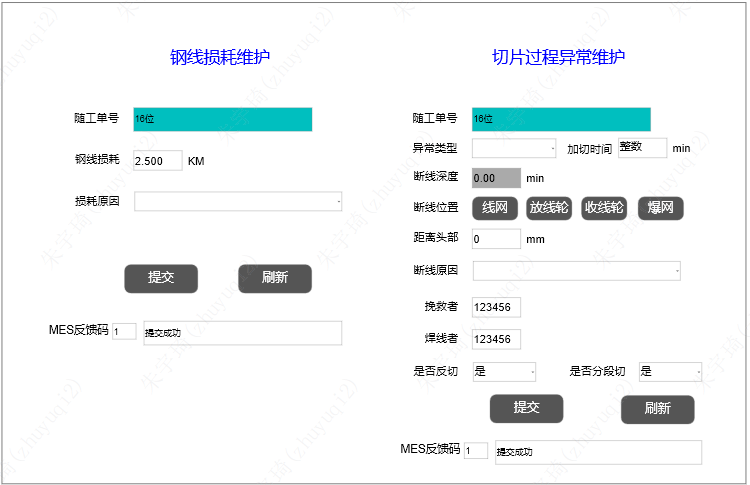 钢线损耗维护
随工单号 16位
钢线损耗 2.500 KM
损耗原因
提交 刷新
MES反馈码 1 提交成功
切片过程异常维护
随工单号 16位
异常类型 加切时间 整数 min
断线深度 0.00 min
断线位置 线网 放线轮 收线轮 爆网
距离头部 0 mm
断线原因
挽救者 123456
焊线者 123456
是否反切 是 是否分段切 是
提交 刷新
MES反馈码 1 提交成功
朱宇琦(zhuyuqi2)